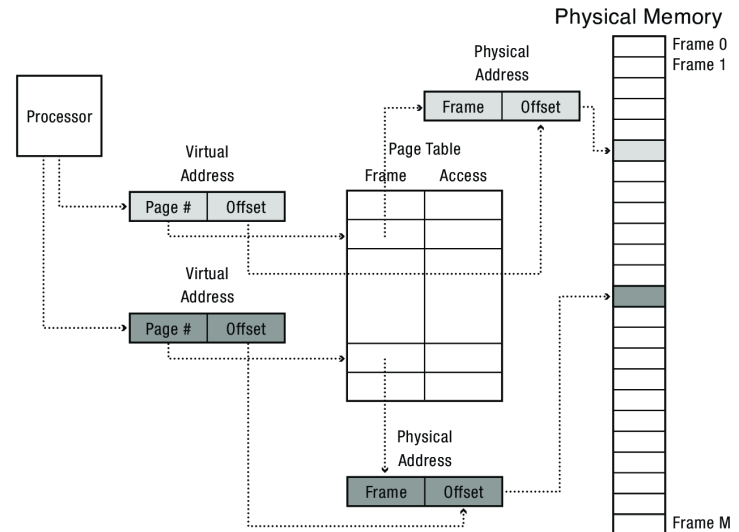 Physical Memory
Frame 0
Frame 1
Physical
Address
Frame Offset
Processor
Page Table
Frame Access
Virtual
Address
Page # Offset
Virtual
Address
Page # Offset
Physical
Address
Frame Offset
Frame M